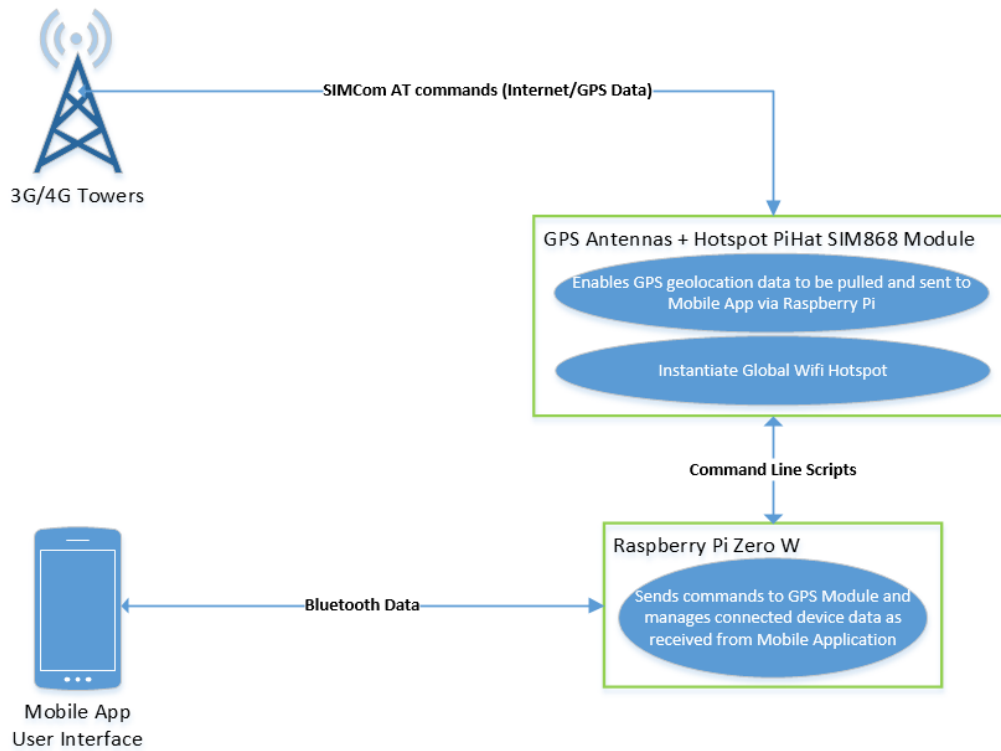 SIMCom AT commands (Internet/GPS Data)
3G/4G Towers
GPS Antennas + Hotspot PiHat SIM868 Module
Enables GPS geolocation data to be pulled and sent to
Mobile App via Raspberry Pi
Instantiate Global Wifi Hotspot
Command Line Scripts
Raspberry Pi Zero W
Sends commands to GPS Module and
manages connected device data as
received from Mobile Application
Bluetooth Data
Mobile App
User Interface